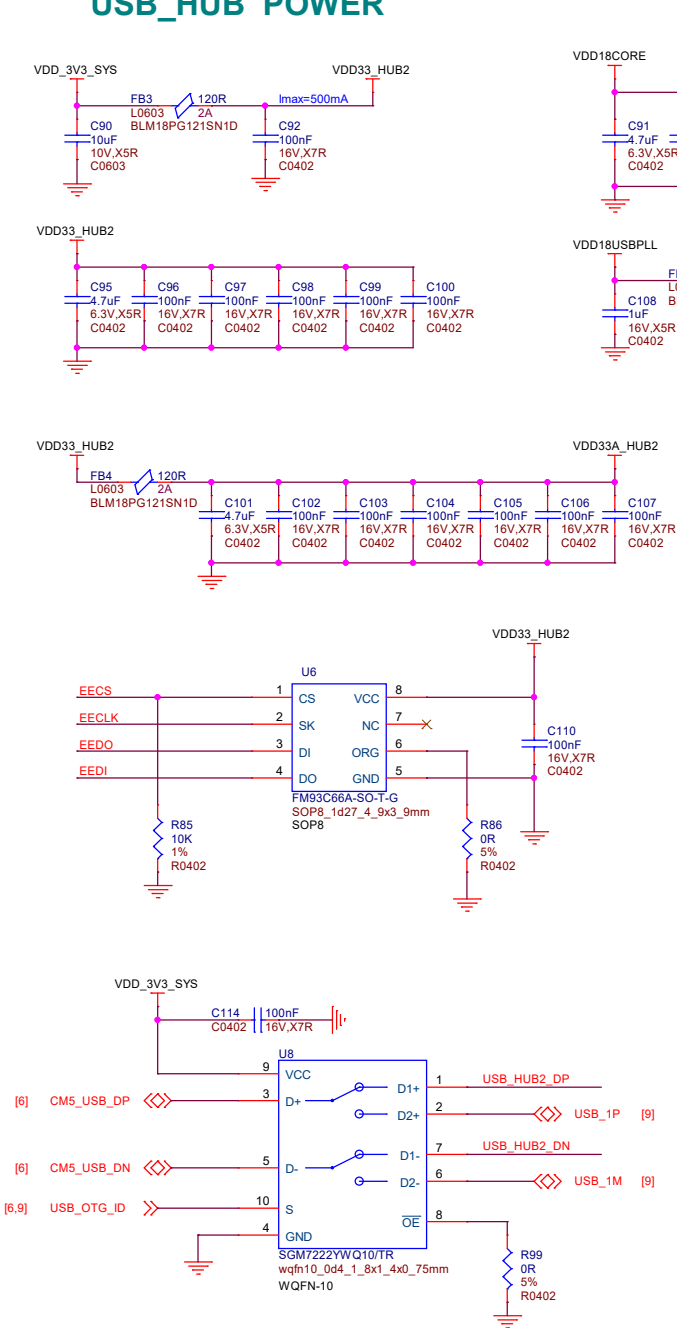 USB_HUB POWER
VDD_3V3_SYS
VDD33_HUB2
FB3
120R
Imax=500mA
L0603
2A
BLM18PG121SN1D
C90
10uF
10V,X5R
C0603
C92
100nF
16V,X7R
C0402
VDD18CORE
C91
4.7uF
6.3V,X5R
C0402
VDD33_HUB2
C95
4.7uF
6.3V,X5R
C0402
C96
100nF
16V,X7R
C0402
C97
100nF
16V,X7R
C0402
C98
100nF
16V,X7R
C0402
C99
100nF
16V,X7R
C0402
C100
100nF
16V,X7R
C0402
VDD18USBPLL
C108
1uF
16V,X5R
C0402
VDD33_HUB2
VDD33A_HUB2
FB4
120R
L0603
2A
BLM18PG121SN1D
C101
4.7uF
6.3V,X5R
C0402
C102
100nF
16V,X7R
C0402
C103
100nF
16V,X7R
C0402
C104
100nF
16V,X7R
C0402
C105
100nF
16V,X7R
C0402
C106
100nF
16V,X7R
C0402
C107
100nF
16V,X7R
C0402
VDD33_HUB2
U6
EECS
1
CS
VCC
8
EECLK
2
SK
NC
7
EEDO
3
DI
ORG
6
EEDI
4
DO
GND
5
FM93C66A-SO-T-G
SOP8_1d27_4_9x3_9mm
SOP8
C110
100nF
16V,X7R
C0402
R85
10K
1%
R0402
R86
0R
5%
R0402
VDD_3V3_SYS
C114
100nF
C0402
16V,X7R
U8
9
VCC
[6]
CM5_USB_DP
3
D+
D1+
1
USB_HUB2_DP
D2+
2
USB_1P
[9]
[6]
CM5_USB_DN
5
D-
D1-
7
USB_HUB2_DN
D2-
6
USB_1M
[9]
[6,9]
USB_OTG_ID
10
S
4
GND
OE
8
SGM7222YWQ10/TR
wqfn10_0d4_1_8x1_4x0_75mm
WQFN-10
R99
0R
5%
R0402